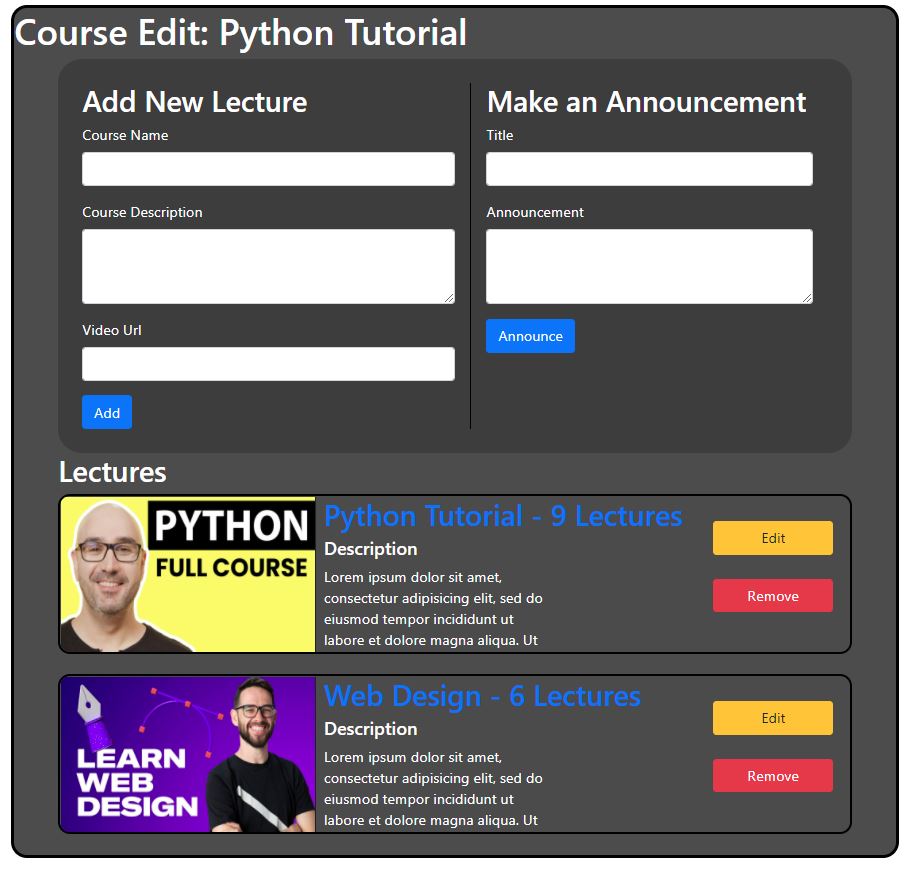 Course Edit: Python Tutorial
Add New Lecture
Course Name
Course Description
Video Url
Add
Make an Announcement
Title
Announcement
Announce
Lectures
PYTHON
FULL COURSE
Python Tutorial - 9 Lectures
Description
Lorem ipsum dolor sit amet,
consectetur adipisicing elit, sed do
eiusmod tempor incididunt ut
labore et dolore magna aliqua. Ut
Edit
Remove
LEARN
WEB
DESIGN
Web Design - 6 Lectures
Description
Lorem ipsum dolor sit amet,
consectetur adipisicing elit, sed do
eiusmod tempor incididunt ut
labore et dolore magna aliqua. Ut
Edit
Remove